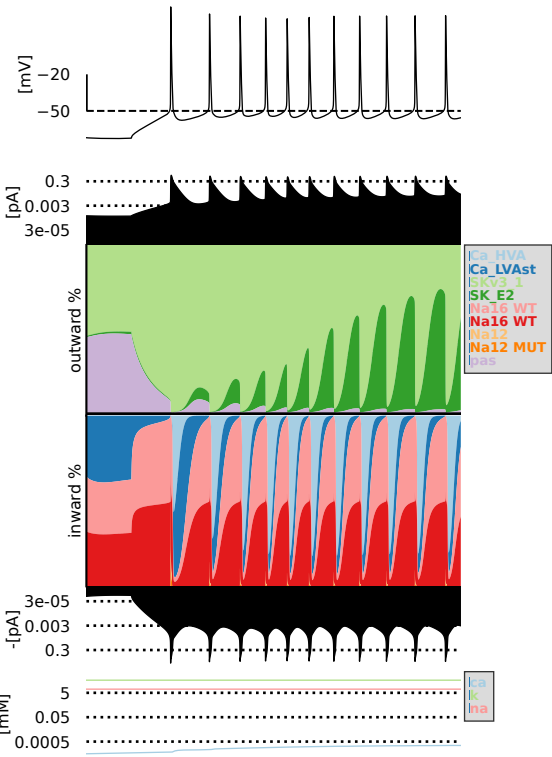 [mV]
−20
−50
[pA]
0.3
0.003
3e-05
outward %
Ca_HVA
Ca_LVAst
SKv3_1
SK_E2
Na16 WT
Na16 WT
Na12
Na12 MUT
pas
inward %
-[pA]
3e-05
0.003
0.3
[mM]
5
0.05
0.0005
ca
k
na